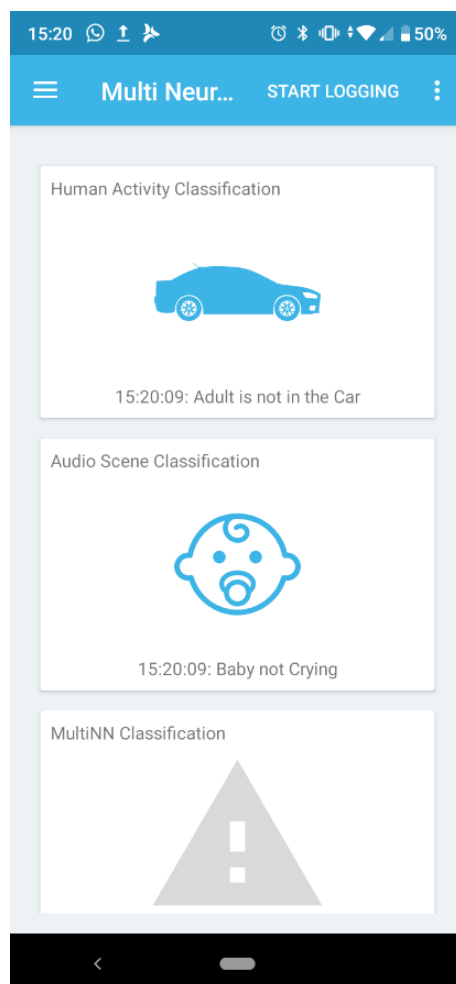 15:20 50%
Multi Neur... START LOGGING
Human Activity Classification
15:20:09: Adult is not in the Car
Audio Scene Classification
15:20:09: Baby not Crying
MultiNN Classification